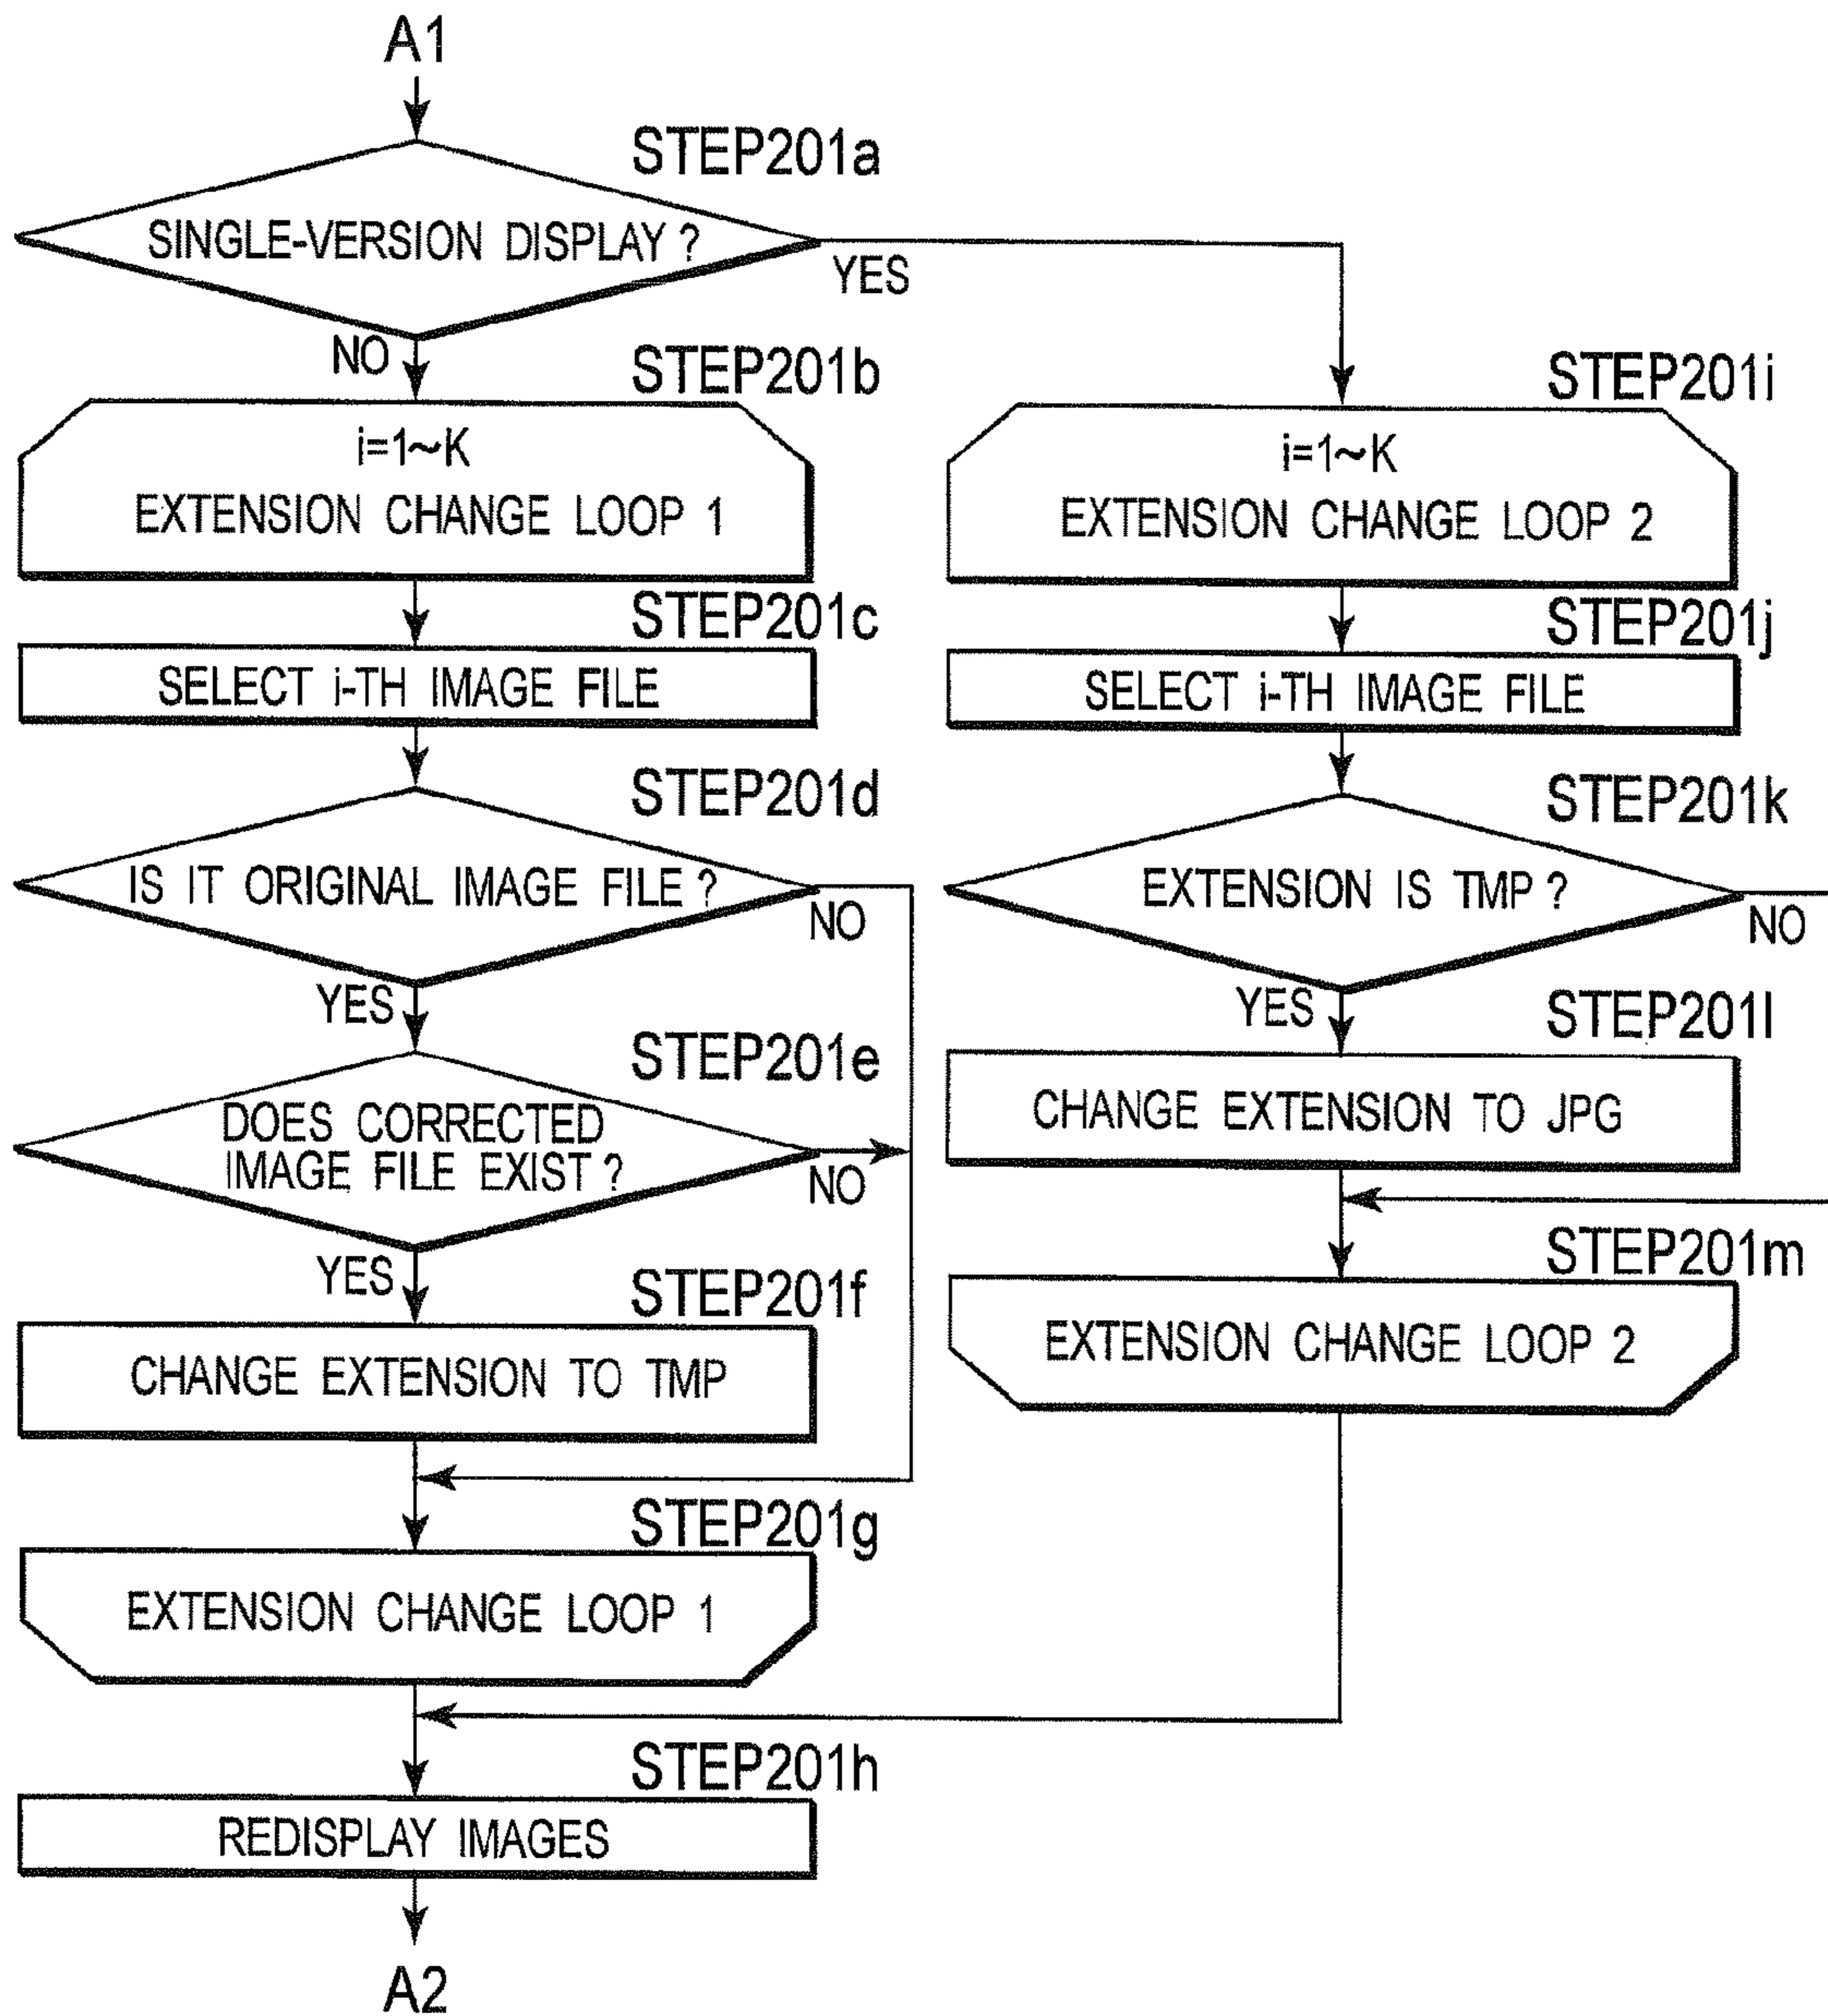 A1
STEP201a
SINGLE-VERSION DISPLAY ?
YES
NO
STEP201b
i=1~K
EXTENSION CHANGE LOOP 1
STEP201c
SELECT i-TH IMAGE FILE
STEP201d
IS IT ORIGINAL IMAGE FILE ?
NO
YES
STEP201e
DOES CORRECTED
IMAGE FILE EXIST ?
NO
YES
STEP201f
CHANGE EXTENSION TO TMP
STEP201g
EXTENSION CHANGE LOOP 1
STEP201h
REDISPLAY IMAGES
A2
STEP201i
i=1~K
EXTENSION CHANGE LOOP 2
STEP201j
SELECT i-TH IMAGE FILE
STEP201k
EXTENSION IS TMP ?
NO
YES
STEP201l
CHANGE EXTENSION TO JPG
STEP201m
EXTENSION CHANGE LOOP 2